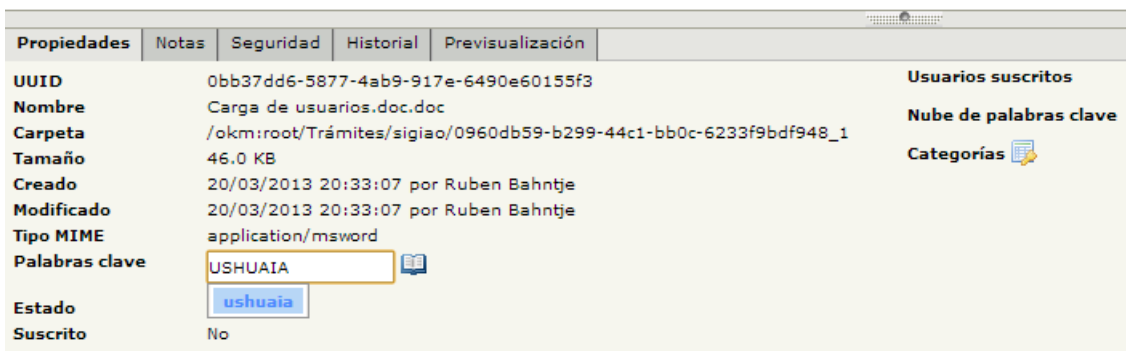 Propiedades Notas Seguridad Historial Previsualización
UUID 0bb37dd6-5877-4ab9-917e-6490e60155f3 Usuarios suscritos
Nombre Carga de usuarios.doc.doc Nube de palabras clave
Carpeta /okm:root/Trámites/sigiao/0960db59-b299-44c1-bb0c-6233f9bdf948_1
Tamaño 46.0 KB Categorías
Creado 20/03/2013 20:33:07 por Ruben Bahntje
Modificado 20/03/2013 20:33:07 por Ruben Bahntje
Tipo MIME application/msword
Palabras clave USHUAIA
ushuaia
Estado
Suscrito No